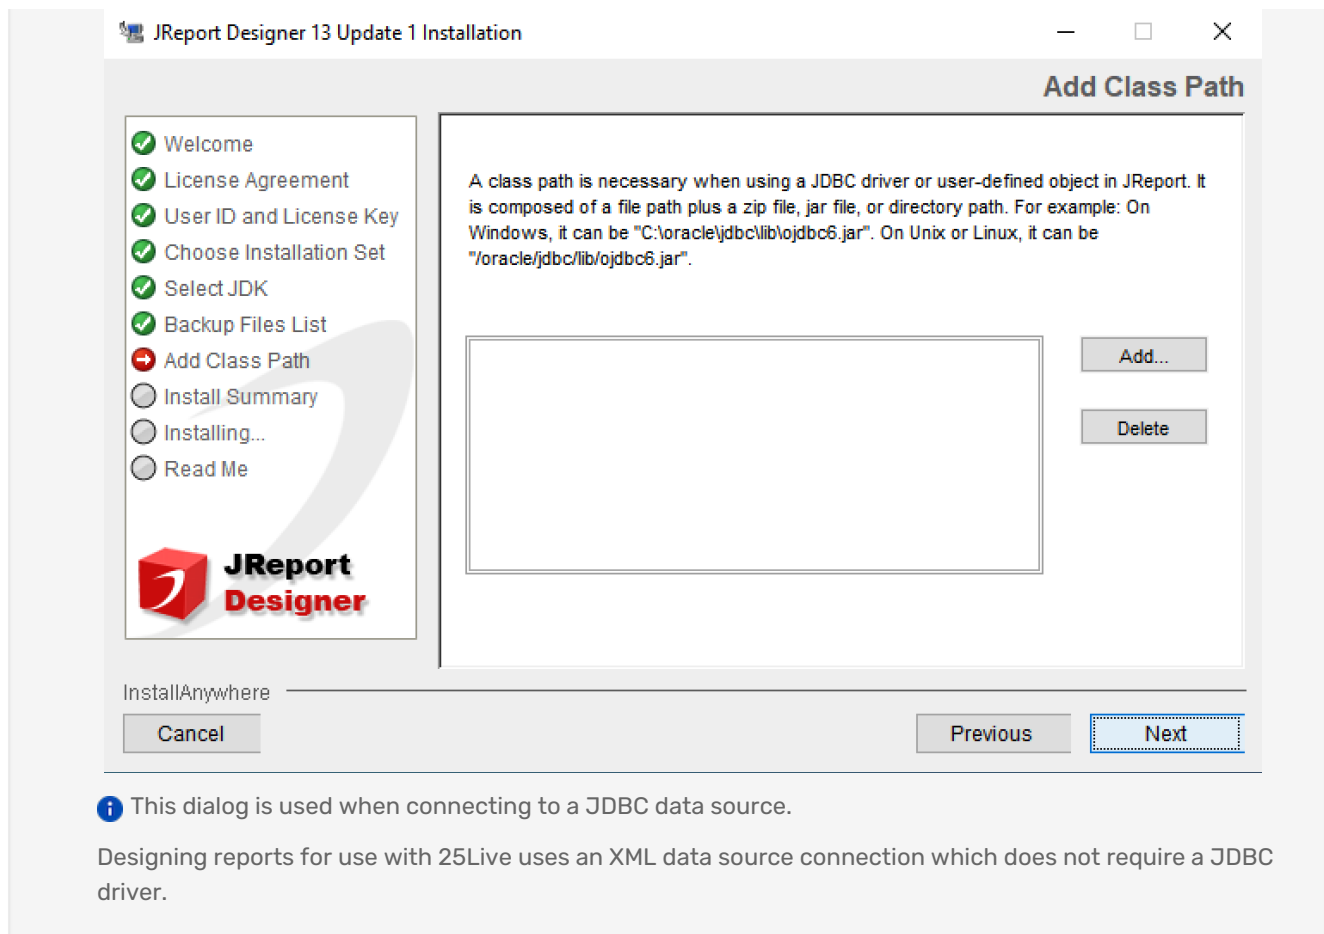 JReport Designer 13 Update 1 Installation
Add Class Path
Welcome
License Agreement
User ID and License Key
Choose Installation Set
Select JDK
Backup Files List
Add Class Path
Install Summary
Installing...
Read Me
JReport
Designer
A class path is necessary when using a JDBC driver or user-defined object in JReport. It
is composed of a file path plus a zip file, jar file, or directory path. For example: On
Windows, it can be "C:\oracle\jdbc\lib\ojdbc6.jar". On Unix or Linux, it can be
"/oracle/jdbc/lib/ojdbc6.jar".
Add...
Delete
InstallAnywhere
Cancel
Previous
Next
This dialog is used when connecting to a JDBC data source.
Designing reports for use with 25Live uses an XML data source connection which does not require a JDBC
driver.